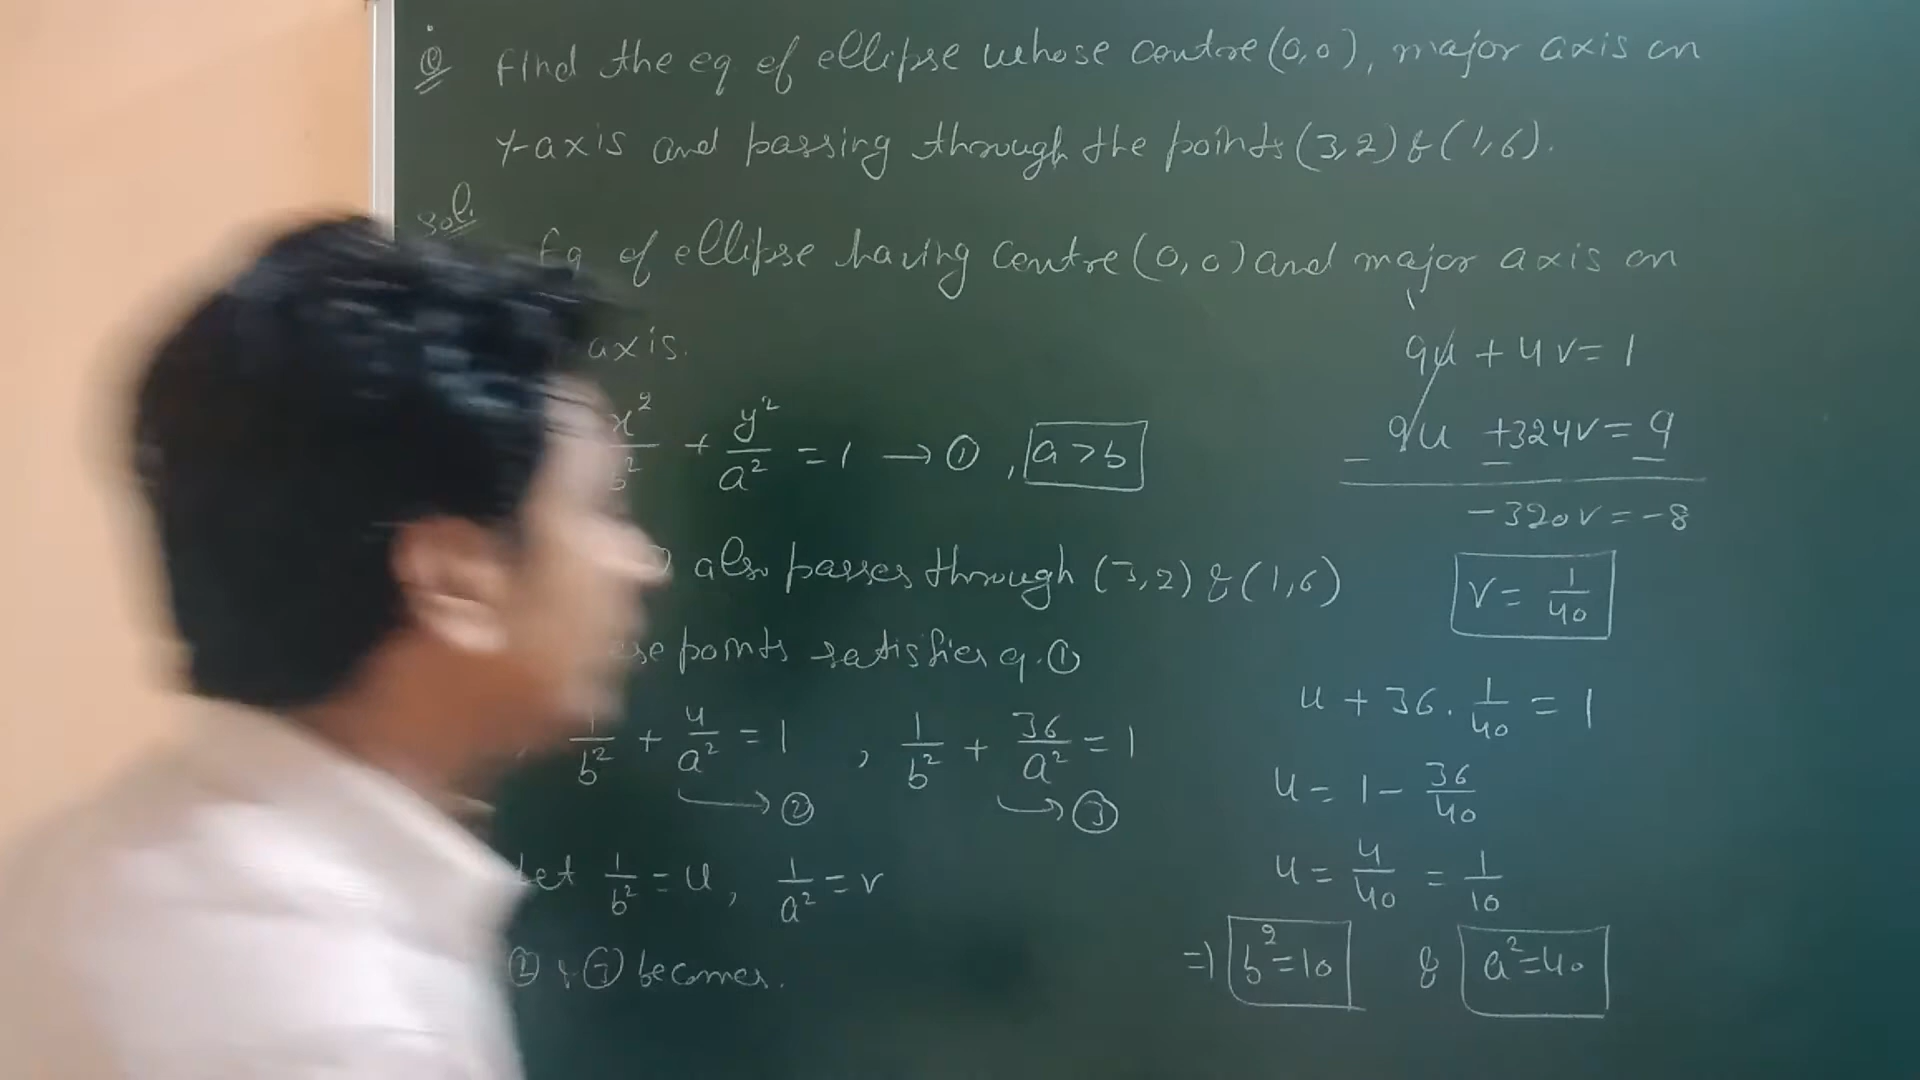 Q Find the eq of ellipse whose centre (0,0), major axis on
Y-axis and passing through the points (3,2) & (1,6).
Sol.
Eq of ellipse having centre (0,0) and major axis on
axis.
x²/b² + y²/a² = 1 → ① , a > b
also passes through (3,2) & (1,6)
points satisfies eq. ①
1/b² + 4/a² = 1 , 1/b² + 36/a² = 1
→ ② → ③
Let 1/b² = u, 1/a² = v
② & ③ becomes.
9u + 4v = 1
9u + 324v = 9
− − −
-320v = -8
v = 1/40
u + 36 . 1/40 = 1
u = 1 - 36/40
u = 4/40 = 1/10
⇒ b² = 10 & a² = 40